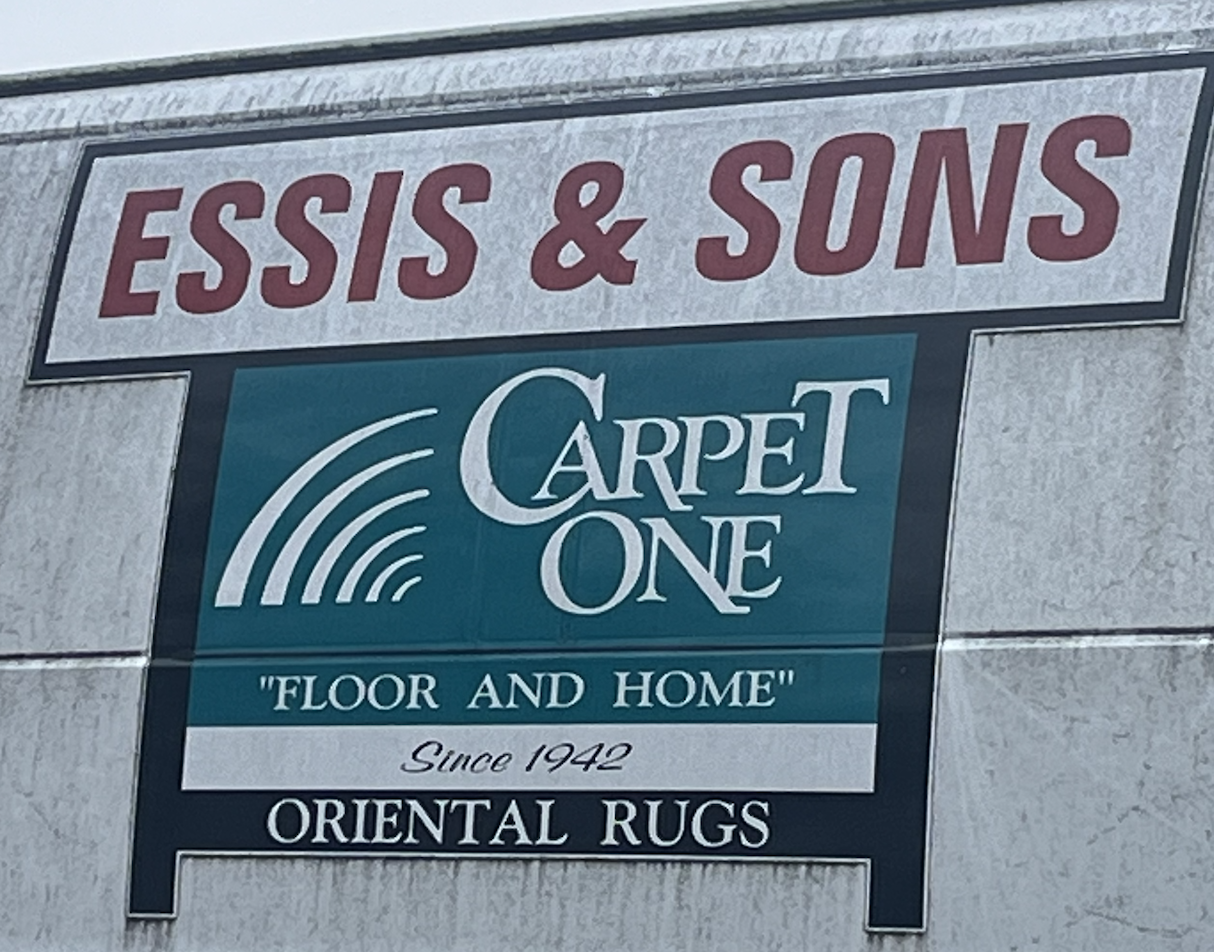 ESSIS & SONS
CARPET
ONE
"FLOOR AND HOME"
Since 1942
ORIENTAL RUGS